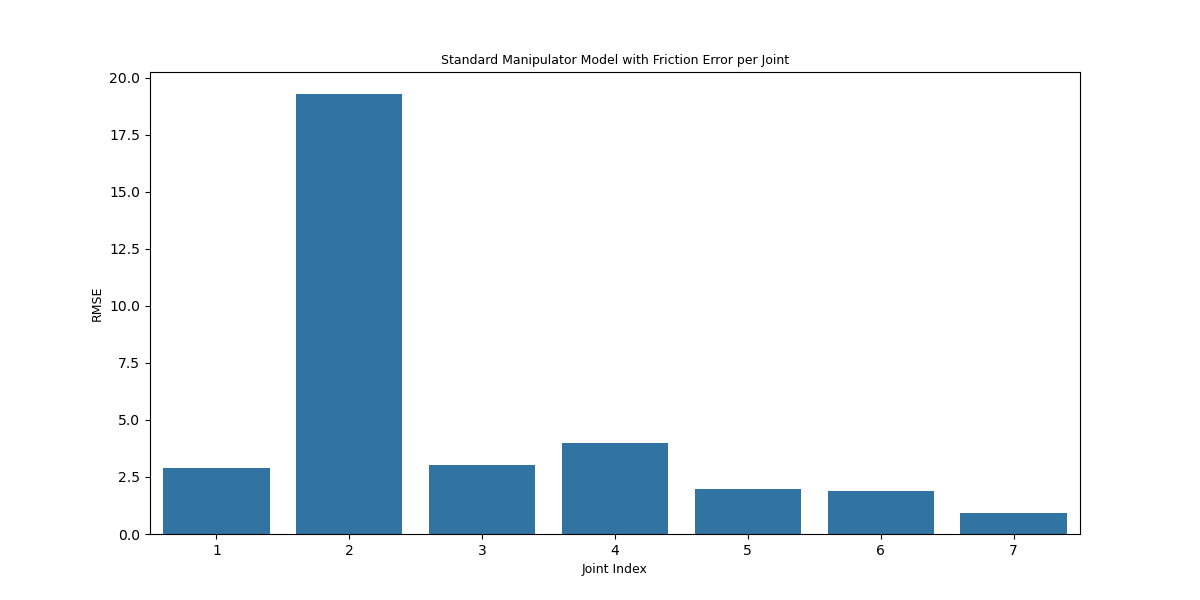 Standard Manipulator Model with Friction Error per Joint
20.0
17.5
15.0
12.5
10.0
7.5
5.0
2.5
0.0
RMSE
1 2 3 4 5 6 7
Joint Index